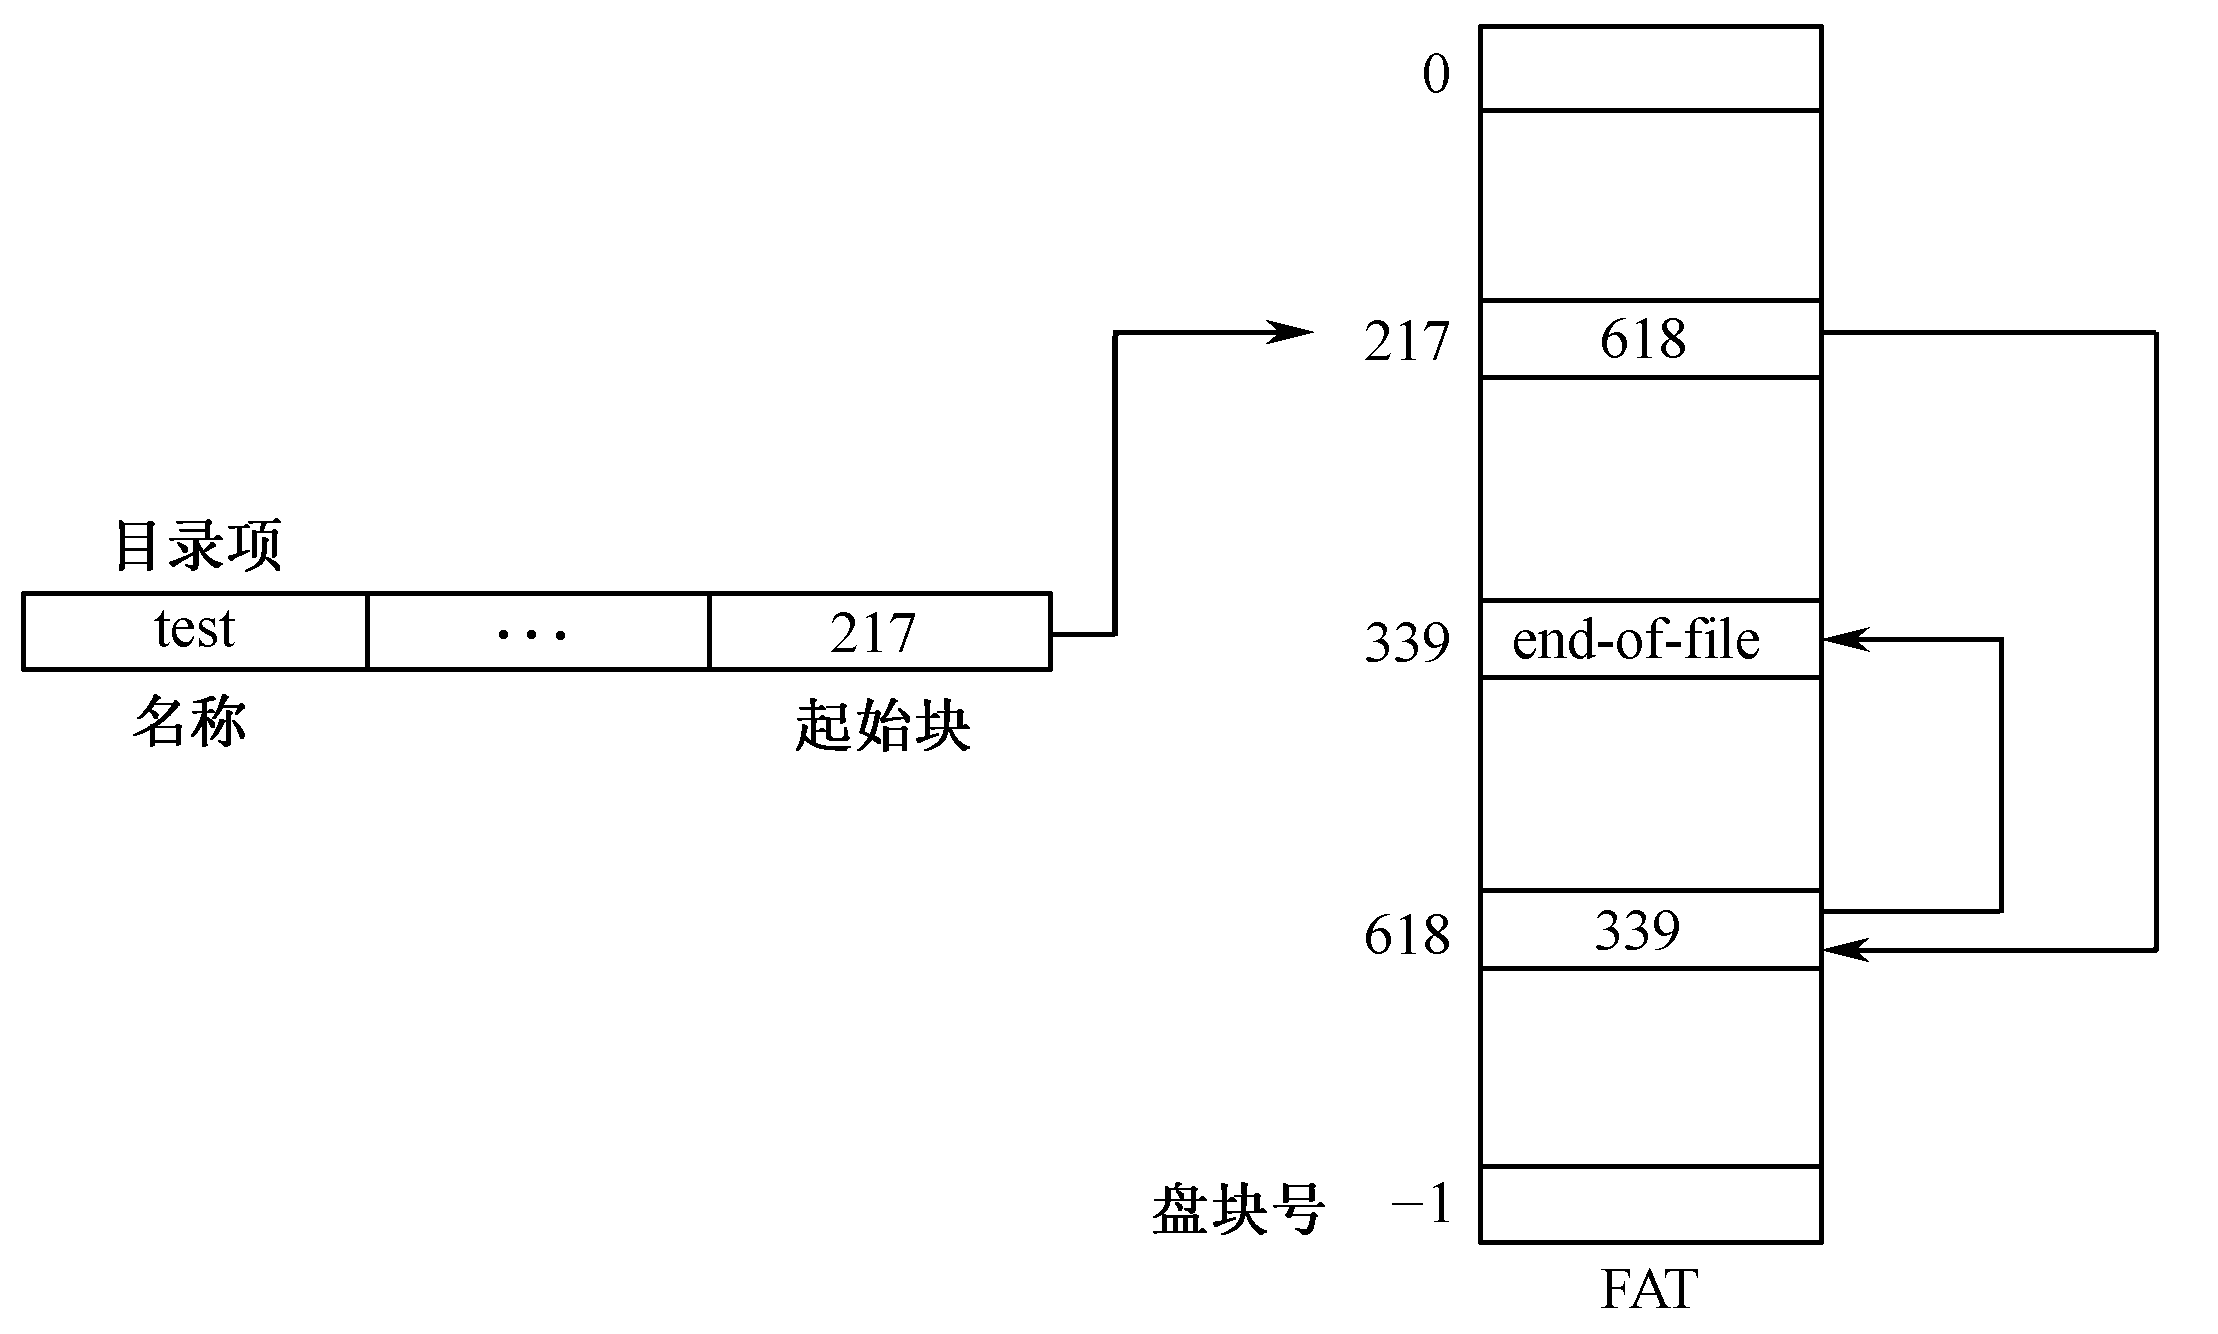 0
217 618
目录项
test ··· 217
339 end-of-file
名称 起始块
618 339
盘块号 −1
FAT